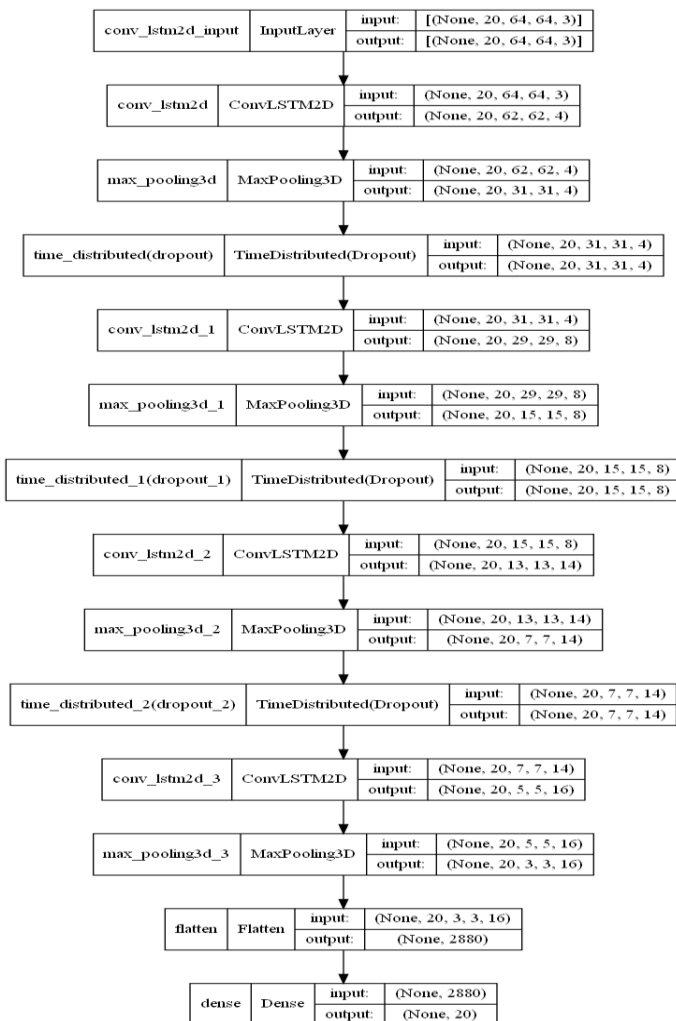 conv_lstm2d_input InputLayer input: [(None, 20, 64, 64, 3)]
output: [(None, 20, 64, 64, 3)]
conv_lstm2d ConvLSTM2D input: (None, 20, 64, 64, 3)
output: (None, 20, 62, 62, 4)
max_pooling3d MaxPooling3D input: (None, 20, 62, 62, 4)
output: (None, 20, 31, 31, 4)
time_distributed(dropout) TimeDistributed(Dropout) input: (None, 20, 31, 31, 4)
output: (None, 20, 31, 31, 4)
conv_lstm2d_1 ConvLSTM2D input: (None, 20, 31, 31, 4)
output: (None, 20, 29, 29, 8)
max_pooling3d_1 MaxPooling3D input: (None, 20, 29, 29, 8)
output: (None, 20, 15, 15, 8)
time_distributed_1(dropout_1) TimeDistributed(Dropout) input: (None, 20, 15, 15, 8)
output: (None, 20, 15, 15, 8)
conv_lstm2d_2 ConvLSTM2D input: (None, 20, 15, 15, 8)
output: (None, 20, 13, 13, 14)
max_pooling3d_2 MaxPooling3D input: (None, 20, 13, 13, 14)
output: (None, 20, 7, 7, 14)
time_distributed_2(dropout_2) TimeDistributed(Dropout) input: (None, 20, 7, 7, 14)
output: (None, 20, 7, 7, 14)
conv_lstm2d_3 ConvLSTM2D input: (None, 20, 7, 7, 14)
output: (None, 20, 5, 5, 16)
max_pooling3d_3 MaxPooling3D input: (None, 20, 5, 5, 16)
output: (None, 20, 3, 3, 16)
flatten Flatten input: (None, 20, 3, 3, 16)
output: (None, 2880)
dense Dense input: (None, 2880)
output: (None, 20)